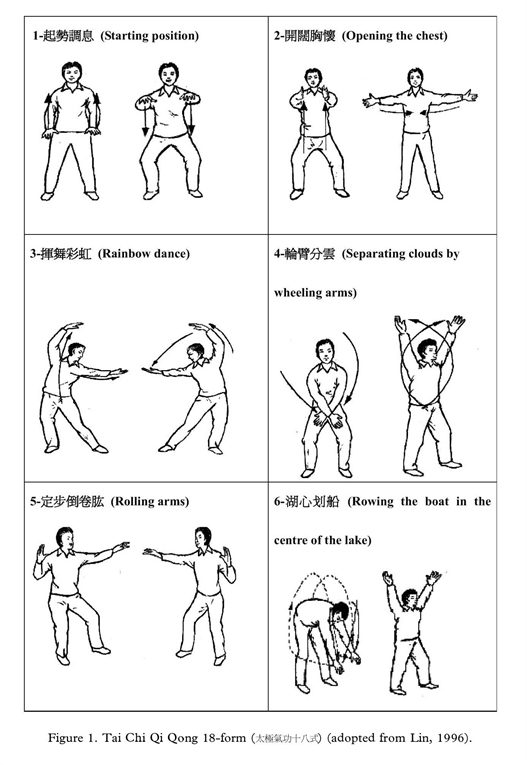 1-起勢調息 (Starting position)
2-開闊胸懷 (Opening the chest)
3-揮舞彩虹 (Rainbow dance)
4-輪臂分雲 (Separating clouds by
wheeling arms)
5-定步倒卷肱 (Rolling arms)
6-湖心划船 (Rowing the boat in the
centre of the lake)
Figure 1. Tai Chi Qi Qong 18-form (太極氣功十八式) (adopted from Lin, 1996).